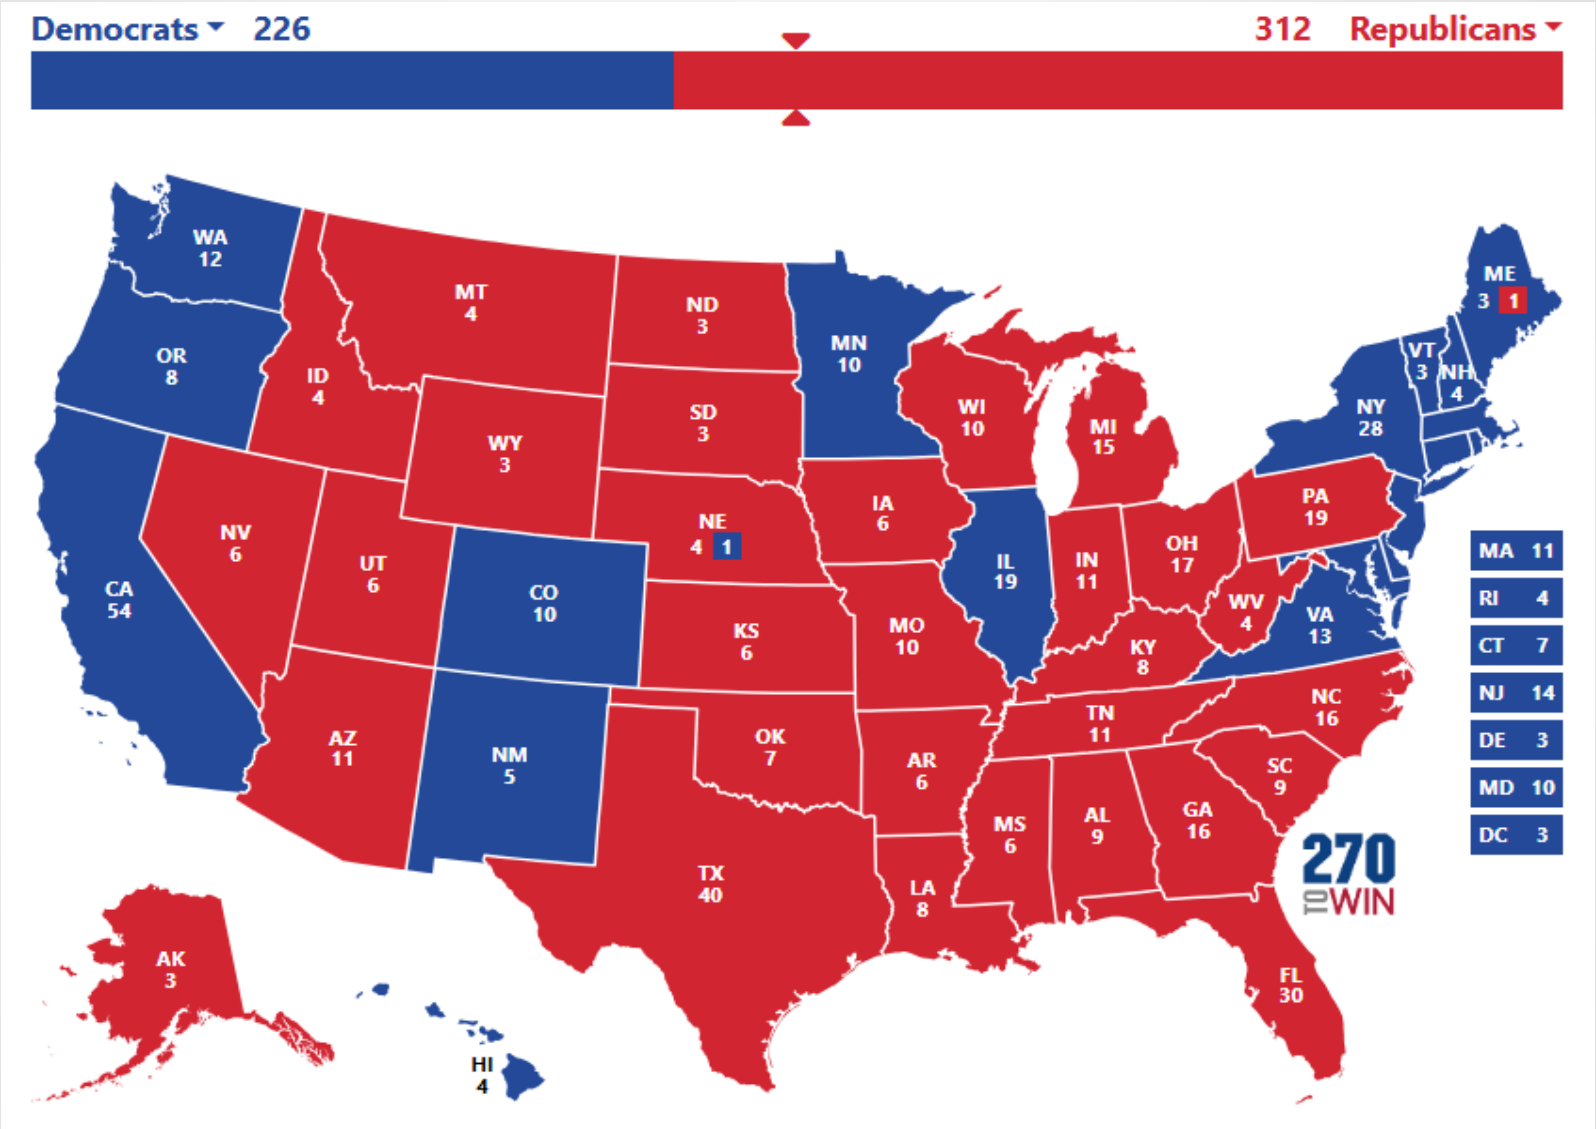 Democrats 226
312 Republicans
WA
12
OR
8
CA
54
NV
6
ID
4
MT
4
WY
3
UT
6
AZ
11
CO
10
NM
5
ND
3
SD
3
NE
4 1
KS
6
OK
7
TX
40
MN
10
IA
6
MO
10
AR
6
LA
8
WI
10
IL
19
MI
15
IN
11
OH
17
KY
8
TN
11
MS
6
AL
9
GA
16
FL
30
SC
9
NC
16
VA
13
WV
4
PA
19
NY
28
VT
3
NH
4
ME
3 1
MA 11
RI 4
CT 7
NJ 14
DE 3
MD 10
DC 3
AK
3
HI
4
270
TO WIN